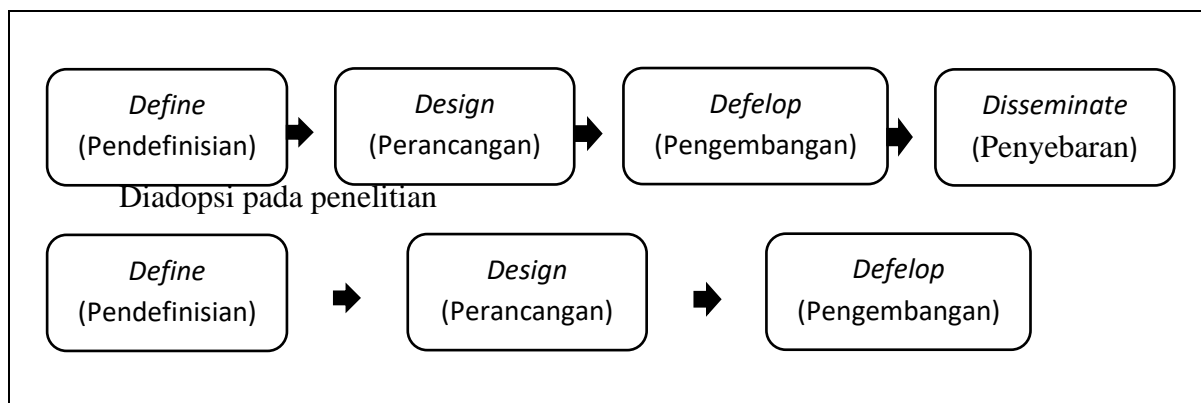 Define
(Pendefinisian)
Design
(Perancangan)
Defelop
(Pengembangan)
Disseminate
(Penyebaran)
Diadopsi pada penelitian
Define
(Pendefinisian)
Design
(Perancangan)
Defelop
(Pengembangan)